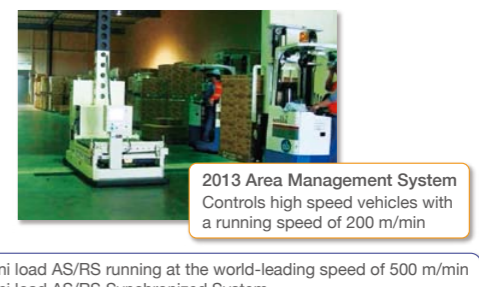 2013 Area Management System
Controls high speed vehicles with
a running speed of 200 m/min
ni load AS/RS running at the world-leading speed of 500 m/min